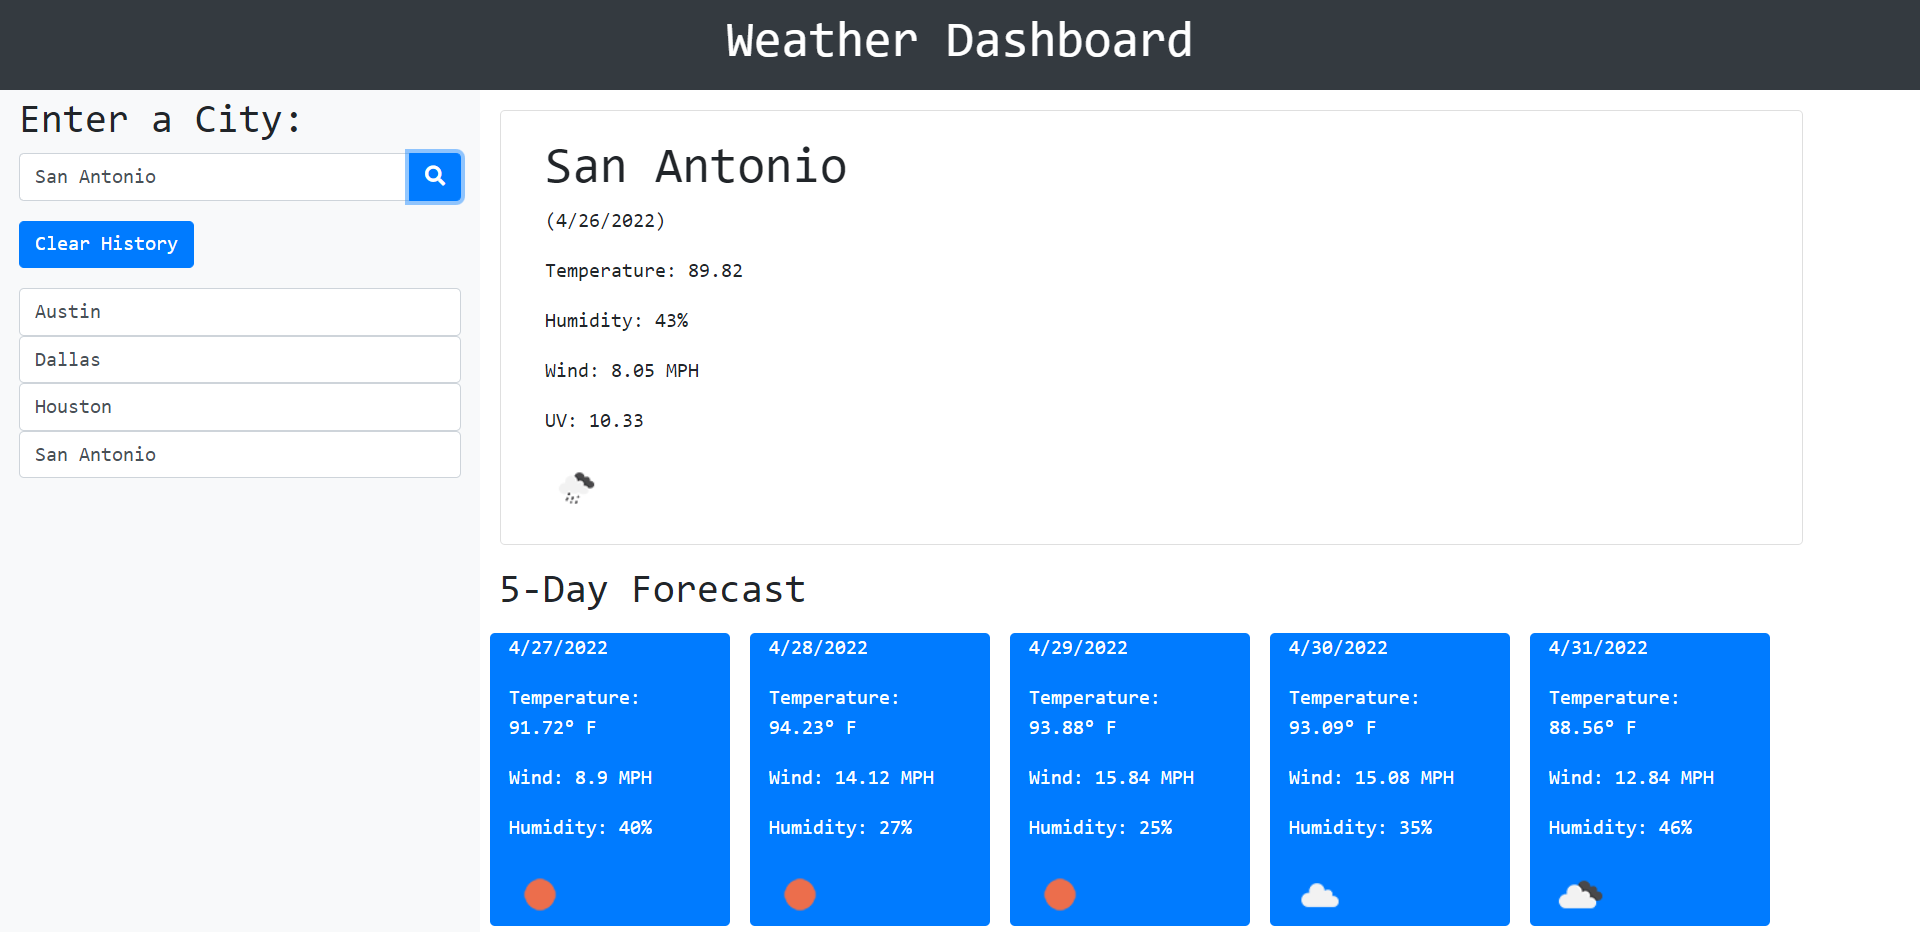 Weather Dashboard
Enter a City:
San Antonio
Clear History
Austin
Dallas
Houston
San Antonio
San Antonio
(4/26/2022)
Temperature: 89.82
Humidity: 43%
Wind: 8.05 MPH
UV: 10.33
5-Day Forecast
4/27/2022
Temperature:
91.72° F
Wind: 8.9 MPH
Humidity: 40%
4/28/2022
Temperature:
94.23° F
Wind: 14.12 MPH
Humidity: 27%
4/29/2022
Temperature:
93.88° F
Wind: 15.84 MPH
Humidity: 25%
4/30/2022
Temperature:
93.09° F
Wind: 15.08 MPH
Humidity: 35%
4/31/2022
Temperature:
88.56° F
Wind: 12.84 MPH
Humidity: 46%